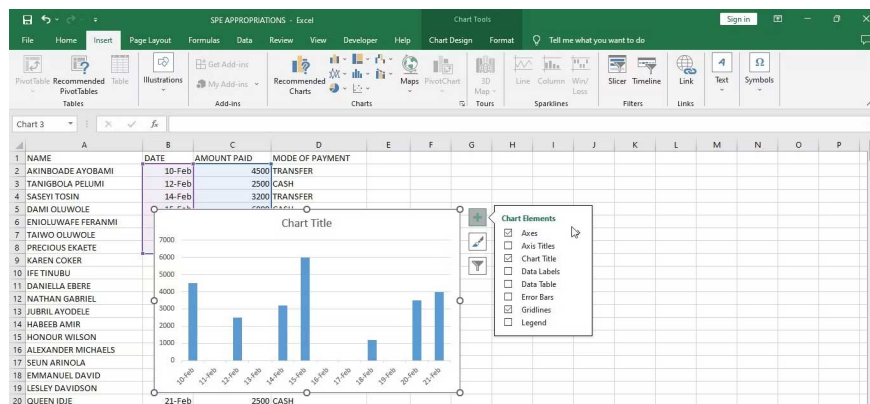 SPE APPROPRIATIONS - Excel
Chart Tools
Sign in
File Home Insert Page Layout Formulas Data Review View Developer Help Chart Design Format Tell me what you want to do
PivotTable Recommended PivotTables Table
Tables
Illustrations
Get Add-ins
My Add-ins
Add-ins
Recommended Charts
Maps PivotChart
Charts
3D Map
Tours
Line Column Win/Loss
Sparklines
Slicer Timeline
Filters
Link
Links
Text
Symbols
Chart 3
fx
A B C D E F G H I J K L M N O P
1 NAME DATE AMOUNT PAID MODE OF PAYMENT
2 AKINBOADE AYOBAMI 10-Feb 4500 TRANSFER
3 TANIGBOLA PELUMI 12-Feb 2500 CASH
4 SASEYI TOSIN 14-Feb 3200 TRANSFER
5 DAMI OLUWOLE 15-Feb 6000 CASH
6 ENIOLUWAFE FERANMI
7 TAIWO OLUWOLE
8 PRECIOUS EKAETE
9 KAREN COKER
10 IFE TINUBU
11 DANIELLA EBERE
12 NATHAN GABRIEL
13 JUBRIL AYODELE
14 HABEEB AMIR
15 HONOUR WILSON
16 ALEXANDER MICHAELS
17 SEUN ARINOLA
18 EMMANUEL DAVID
19 LESLEY DAVIDSON
20 QUEEN IDJE 21-Feb 2500 CASH
Chart Title
7000
6000
5000
4000
3000
2000
1000
0
10-Feb 11-Feb 12-Feb 13-Feb 14-Feb 15-Feb 16-Feb 17-Feb 18-Feb 19-Feb 20-Feb 21-Feb
Chart Elements
Axes
Axis Titles
Chart Title
Data Labels
Data Table
Error Bars
Gridlines
Legend